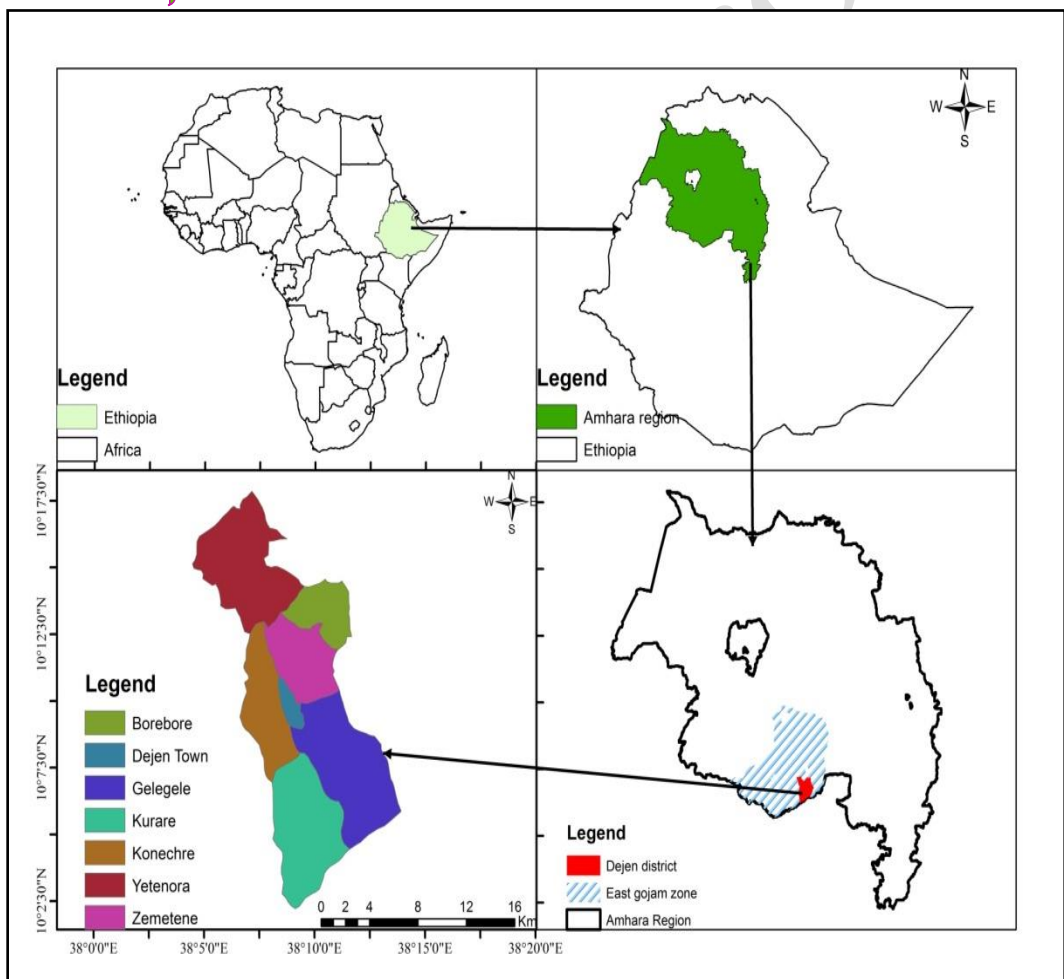 N
W E
S
Legend
Ethiopia
Africa
Legend
Amhara region
Ethiopia
N
W E
S
10°17'30"N
10°12'30"N
10°7'30"N
10°2'30"N
Legend
Borebore
Dejen Town
Gelegele
Kurare
Konechre
Yetenora
Zemetene
0 2 4 8 12 16
Km
38°0'0"E 38°5'0"E 38°10'0"E 38°15'0"E 38°20'0"E
Legend
Dejen district
East gojam zone
Amhara Region